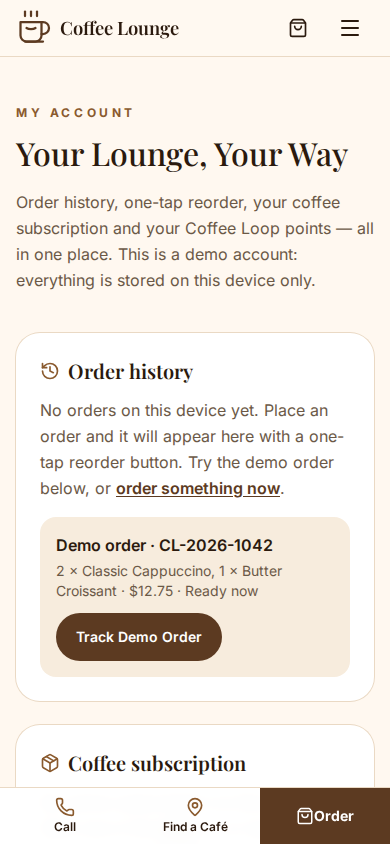 Coffee Lounge
MY ACCOUNT
Your Lounge, Your Way
Order history, one-tap reorder, your coffee
subscription and your Coffee Loop points — all
in one place. This is a demo account:
everything is stored on this device only.
Order history
No orders on this device yet. Place an
order and it will appear here with a one-
tap reorder button. Try the demo order
below, or order something now.
Demo order · CL-2026-1042
2 × Classic Cappuccino, 1 × Butter
Croissant · $12.75 · Ready now
Track Demo Order
Coffee subscription
Call
Find a Café
Order